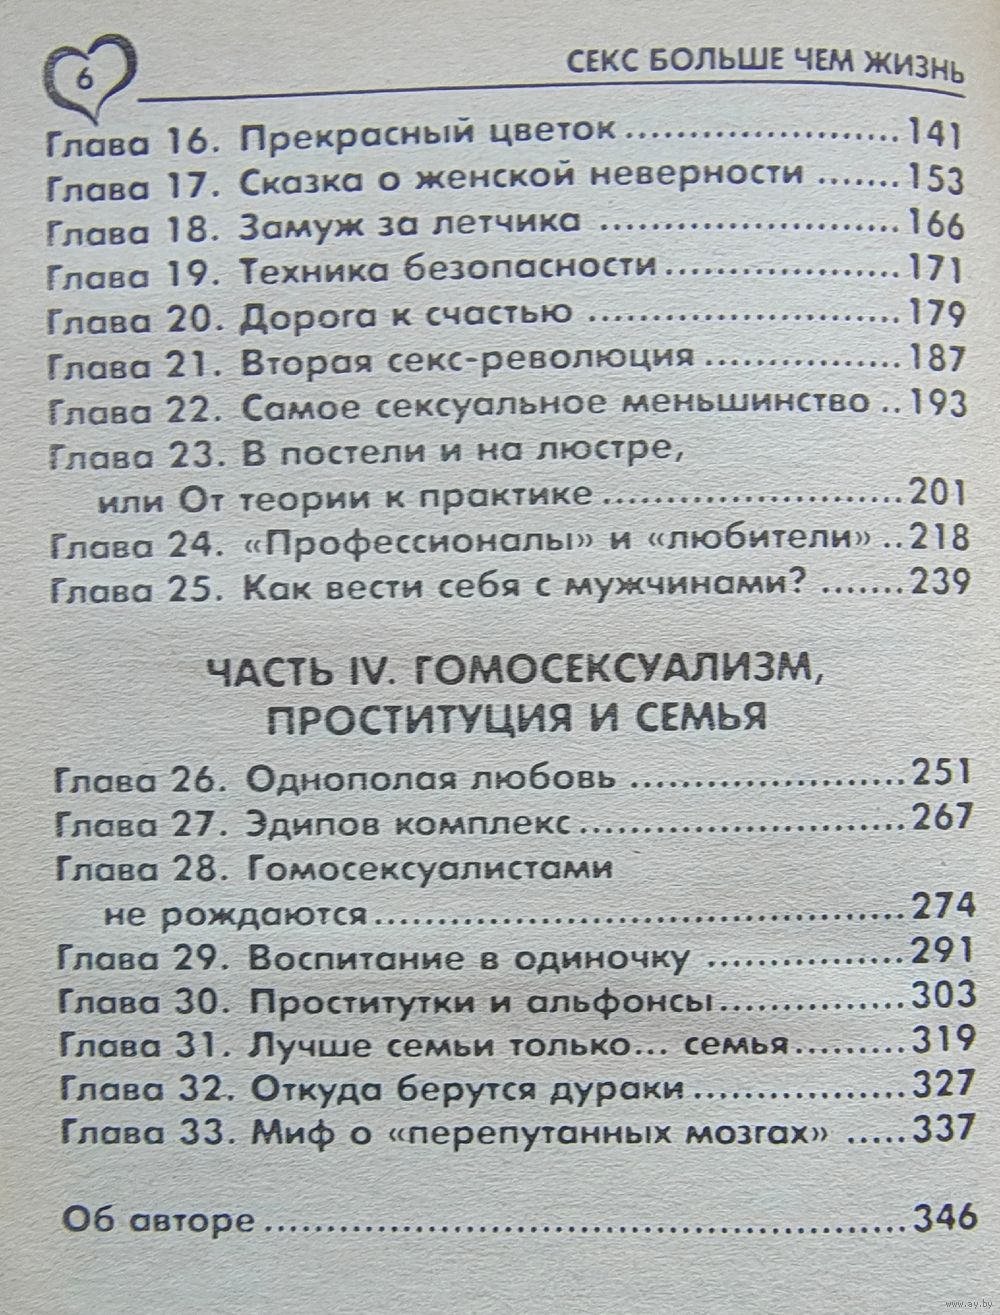 6
СЕКС БОЛЬШЕ ЧЕМ ЖИЗНЬ
Глава 16. Прекрасный цветок.......................141
Глава 17. Сказка о женской неверности .......153
Глава 18. Замуж за летчика .........................166
Глава 19. Техника безопасности....................171
Глава 20. Дорога к счастью ..........................179
Глава 21. Вторая секс-революция.................187
Глава 22. Самое сексуальное меньшинство ..193
Глава 23. В постели и на люстре,
или От теории к практике.........................201
Глава 24. «Профессионалы» и «любители» ..218
Глава 25. Как вести себя с мужчинами? .......239
ЧАСТЬ IV. ГОМОСЕКСУАЛИЗМ,
ПРОСТИТУЦИЯ И СЕМЬЯ
Глава 26. Однополая любовь .......................251
Глава 27. Эдипов комплекс...........................267
Глава 28. Гомосексуалистами
не рождаются............................................274
Глава 29. Воспитание в одиночку ................291
Глава 30. Проститутки и альфонсы...............303
Глава 31. Лучше семьи только... семья.........319
Глава 32. Откуда берутся дураки..................327
Глава 33. Миф о «перепутанных мозгах» .....337
Об авторе.....................................................346
www.ay.by